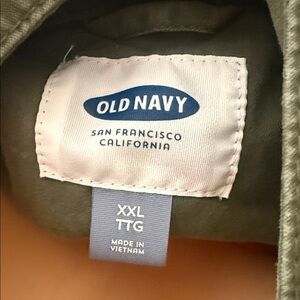 OLD NAVY
SAN FRANCISCO
CALIFORNIA
XXL
TTG
MADE IN
VIETNAM